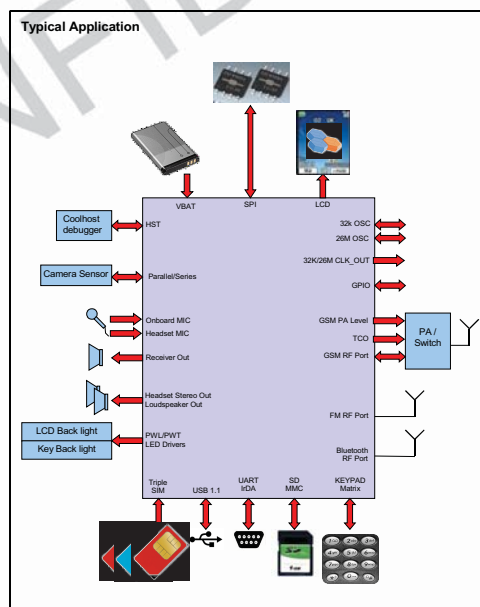 Typical Application
VBAT
SPI
LCD
Coolhost
debugger
HST
32k OSC
26M OSC
32K/26M CLK_OUT
Camera Sensor
Parallel/Series
GPIO
Onboard MIC
Headset MIC
Receiver Out
GSM PA Level
TCO
GSM RF Port
PA /
Switch
Headset Stereo Out
Loudspeaker Out
FM RF Port
LCD Back light
Key Back light
PWL/PWT
LED Drivers
Bluetooth
RF Port
Triple
SIM
USB 1.1
UART
IrDA
SD
MMC
KEYPAD
Matrix